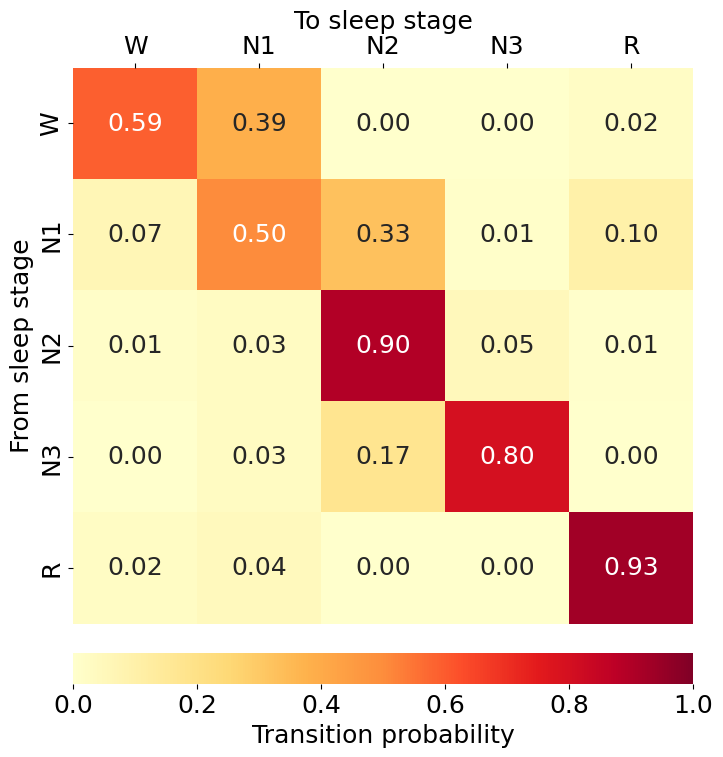 To sleep stage
W N1 N2 N3 R
From sleep stage
W 0.59 0.39 0.00 0.00 0.02
N1 0.07 0.50 0.33 0.01 0.10
N2 0.01 0.03 0.90 0.05 0.01
N3 0.00 0.03 0.17 0.80 0.00
R 0.02 0.04 0.00 0.00 0.93
0.0 0.2 0.4 0.6 0.8 1.0
Transition probability